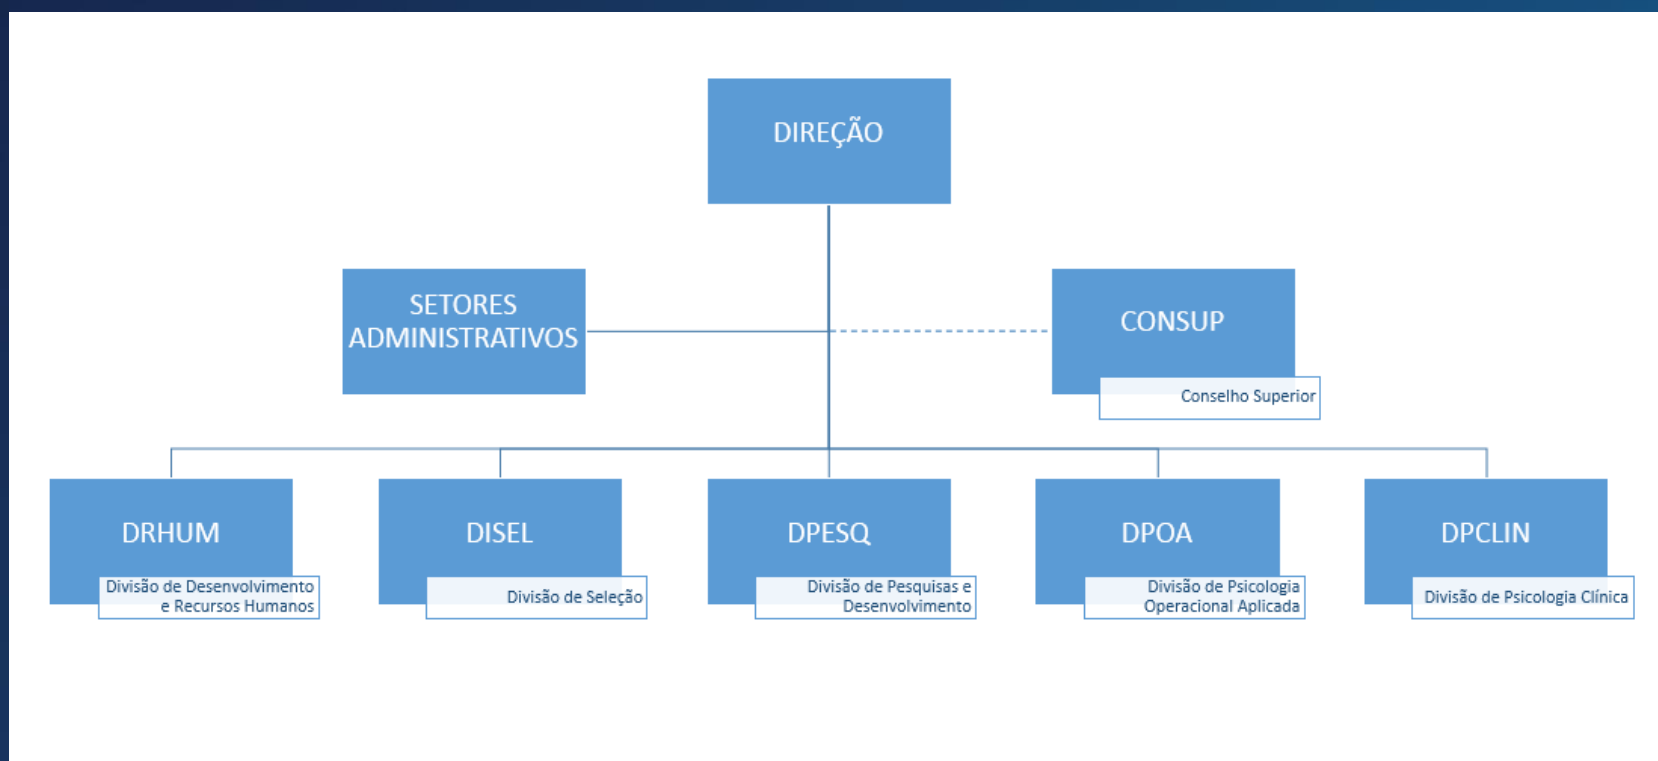 DIREÇÃO
SETORES
ADMINISTRATIVOS
CONSUP
Conselho Superior
DRHUM
Divisão de Desenvolvimento
e Recursos Humanos
DISEL
Divisão de Seleção
DPESQ
Divisão de Pesquisas e
Desenvolvimento
DPOA
Divisão de Psicologia
Operacional Aplicada
DPCLIN
Divisão de Psicologia Clínica